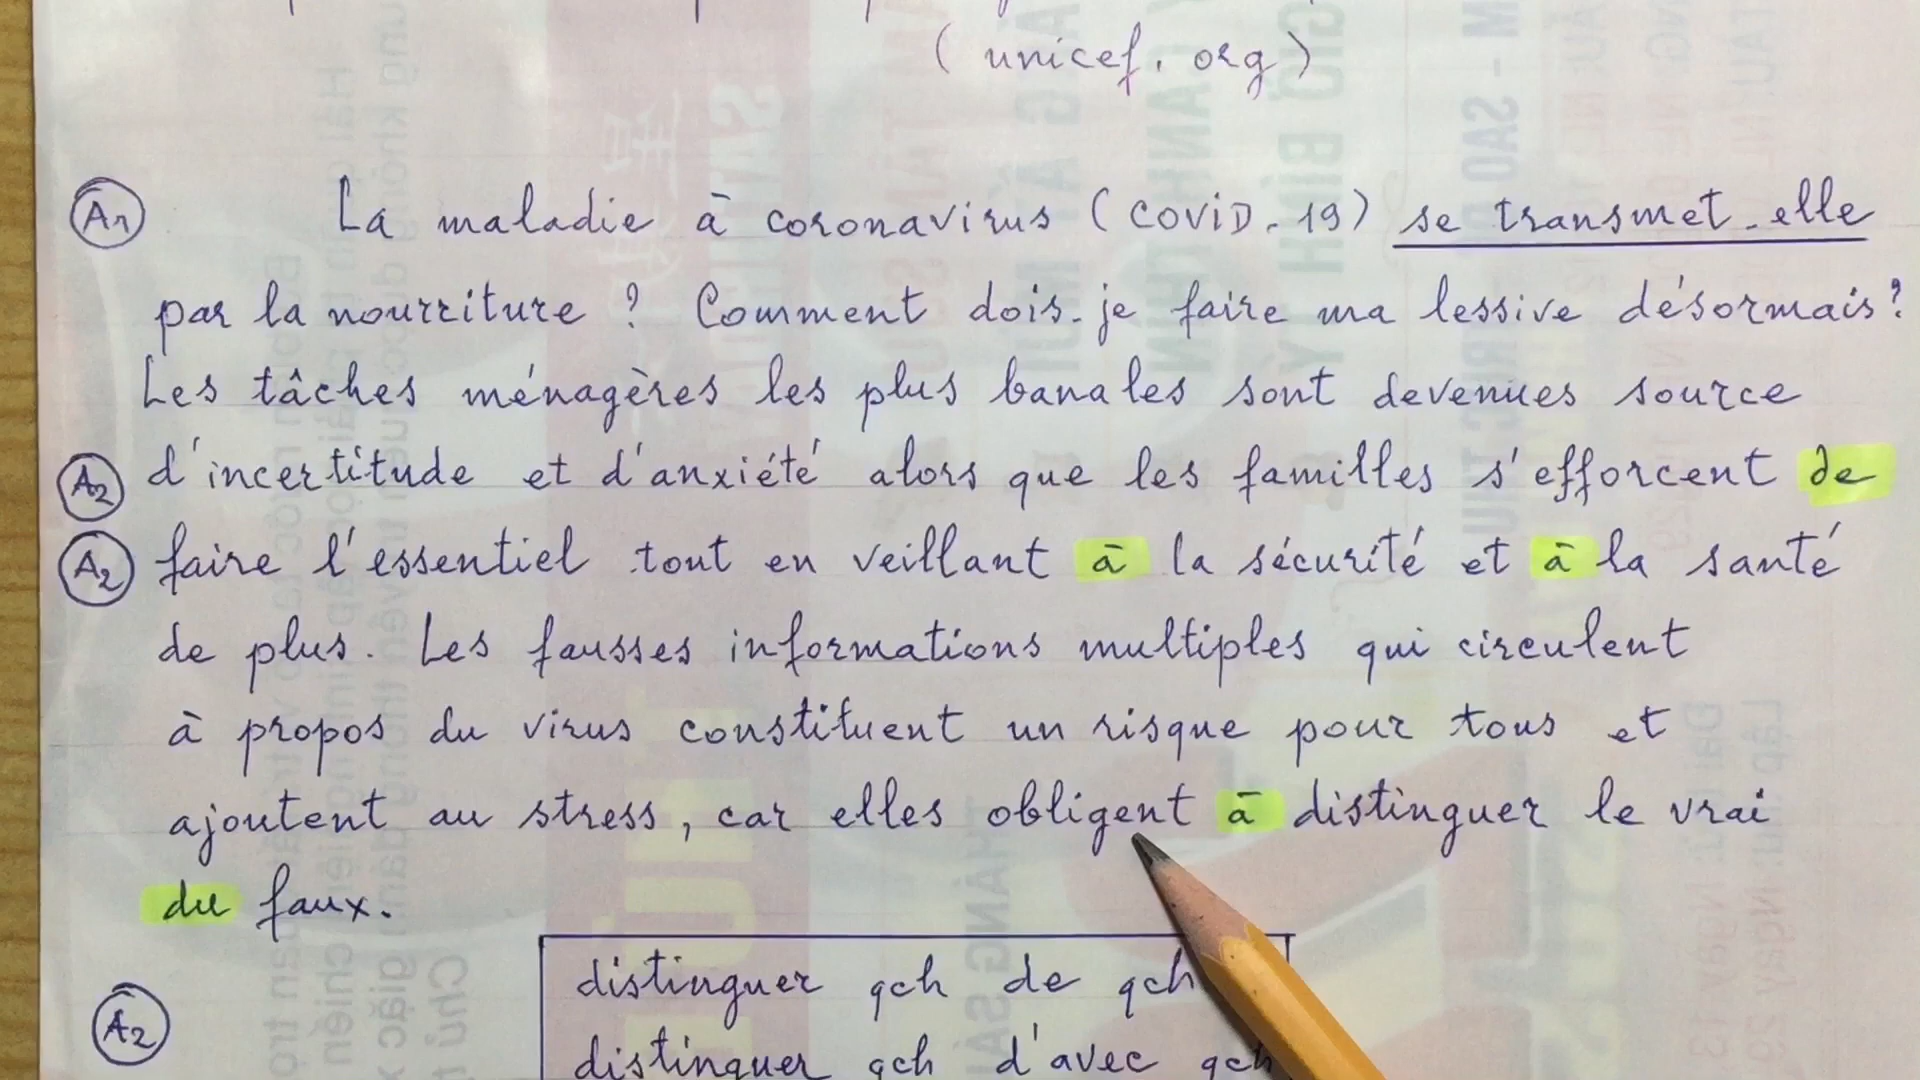 ( unicef.org )
A1 La maladie à coronavirus (COVID-19) se transmet-elle
par la nourriture ? Comment dois-je faire ma lessive désormais ?
Les tâches ménagères les plus banales sont devenues source
A2 d'incertitude et d'anxiété alors que les familles s'efforcent de
A2 faire l'essentiel tout en veillant à la sécurité et à la santé
de plus. Les fausses informations multiples qui circulent
à propos du virus constituent un risque pour tous et
ajoutent au stress, car elles obligent à distinguer le vrai
du faux.
A2
distinguer qch de qch
distinguer qch d'avec qch